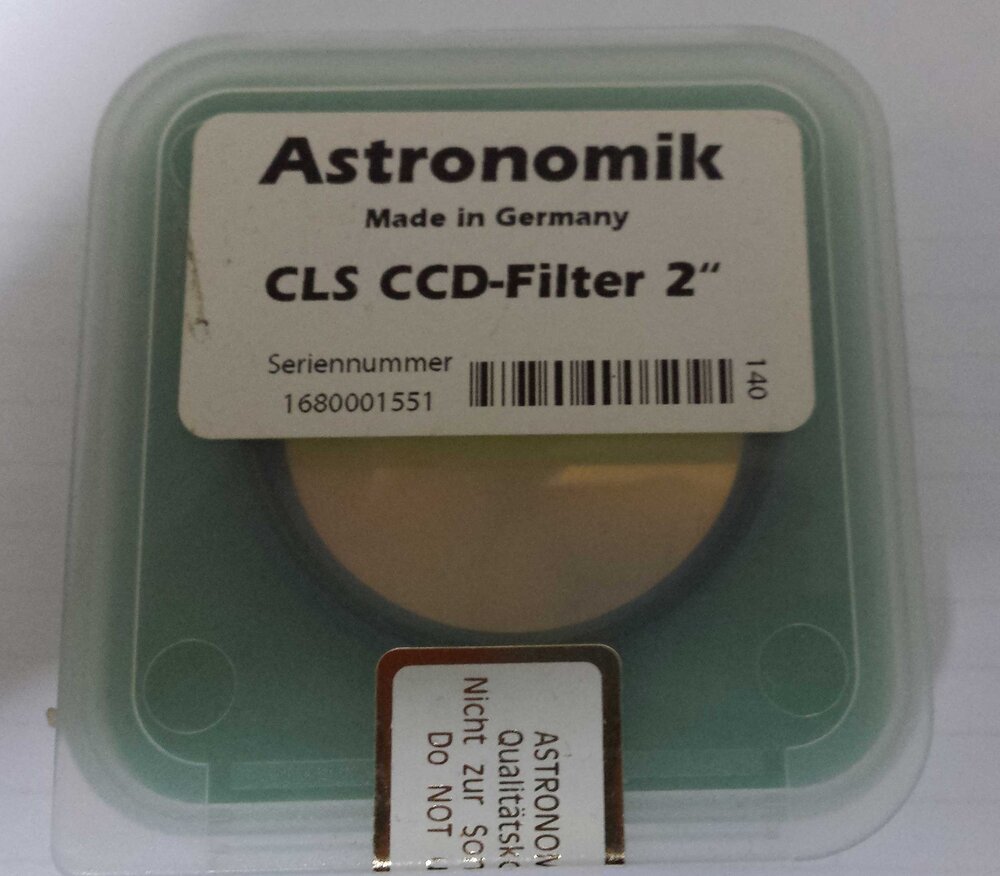 Astronomik
Made in Germany
CLS CCD-Filter 2“
Seriennummer
1680001551
140
ASTRONOM
Qualitätsk
Nicht zur Son
Do NOT